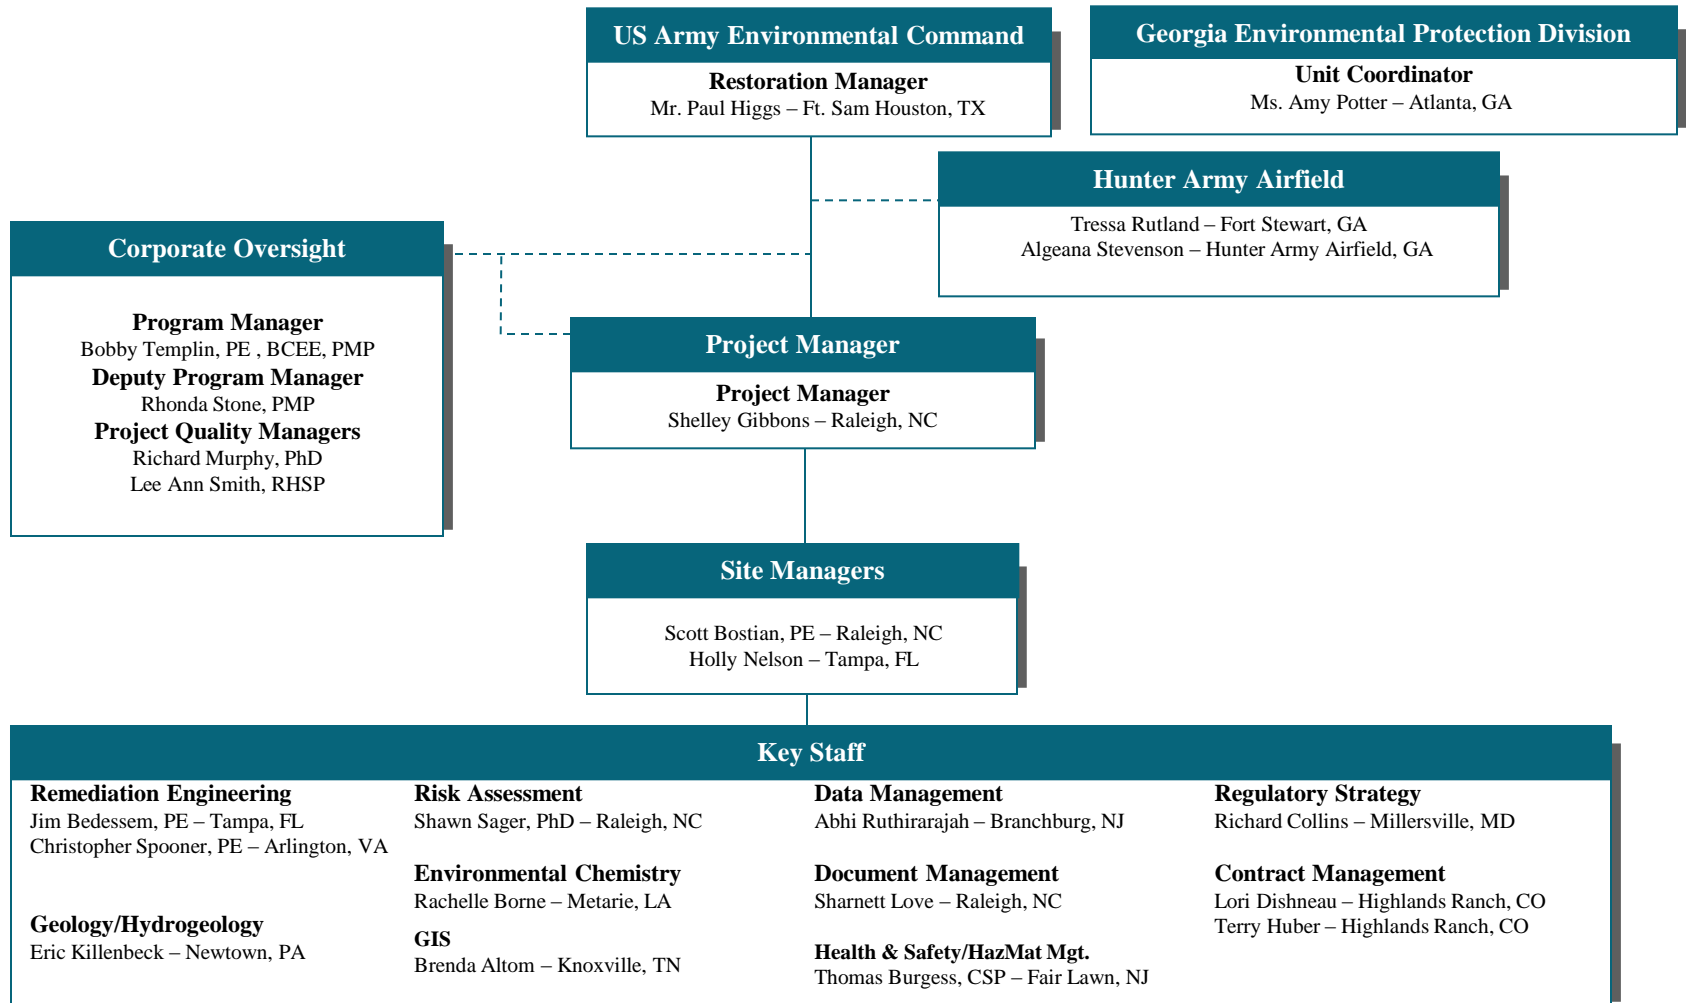 US Army Environmental Command
Restoration Manager
Mr. Paul Higgs – Ft. Sam Houston, TX
Georgia Environmental Protection Division
Unit Coordinator
Ms. Amy Potter – Atlanta, GA
Hunter Army Airfield
Tressa Rutland – Fort Stewart, GA
Algeana Stevenson – Hunter Army Airfield, GA
Corporate Oversight
Program Manager
Bobby Templin, PE , BCEE, PMP
Deputy Program Manager
Rhonda Stone, PMP
Project Quality Managers
Richard Murphy, PhD
Lee Ann Smith, RHSP
Project Manager
Project Manager
Shelley Gibbons – Raleigh, NC
Site Managers
Scott Bostian, PE – Raleigh, NC
Holly Nelson – Tampa, FL
Key Staff
Remediation Engineering
Jim Bedessem, PE – Tampa, FL
Christopher Spooner, PE – Arlington, VA
Geology/Hydrogeology
Eric Killenbeck – Newtown, PA
Risk Assessment
Shawn Sager, PhD – Raleigh, NC
Environmental Chemistry
Rachelle Borne – Metarie, LA
GIS
Brenda Altom – Knoxville, TN
Data Management
Abhi Ruthirarajah – Branchburg, NJ
Document Management
Sharnett Love – Raleigh, NC
Health & Safety/HazMat Mgt.
Thomas Burgess, CSP – Fair Lawn, NJ
Regulatory Strategy
Richard Collins – Millersville, MD
Contract Management
Lori Dishneau – Highlands Ranch, CO
Terry Huber – Highlands Ranch, CO